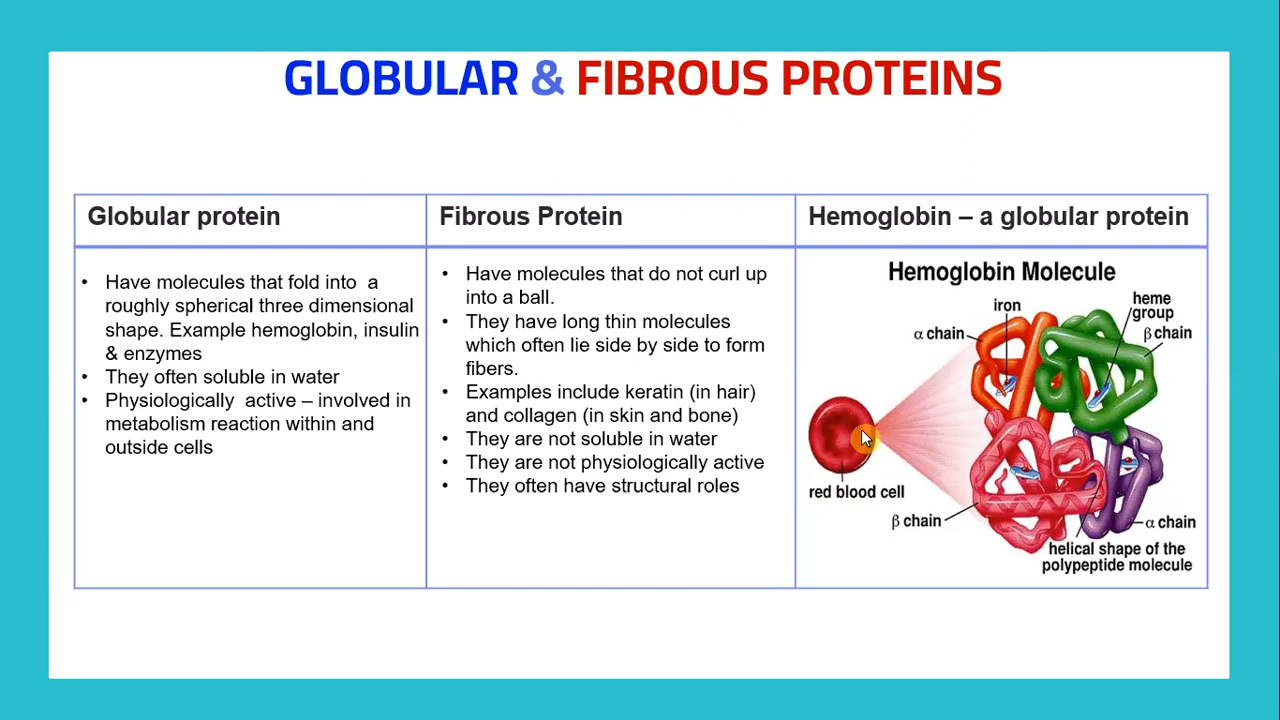 GLOBULAR & FIBROUS PROTEINS
Globular protein
Fibrous Protein
Hemoglobin – a globular protein
• Have molecules that fold into a
roughly spherical three dimensional
shape. Example hemoglobin, insulin
& enzymes
• They often soluble in water
• Physiologically active – involved in
metabolism reaction within and
outside cells
• Have molecules that do not curl up
into a ball.
• They have long thin molecules
which often lie side by side to form
fibers.
• Examples include keratin (in hair)
and collagen (in skin and bone)
• They are not soluble in water
• They are not physiologically active
• They often have structural roles
Hemoglobin Molecule
iron
heme
group
α chain
β chain
red blood cell
β chain
α chain
helical shape of the
polypeptide molecule